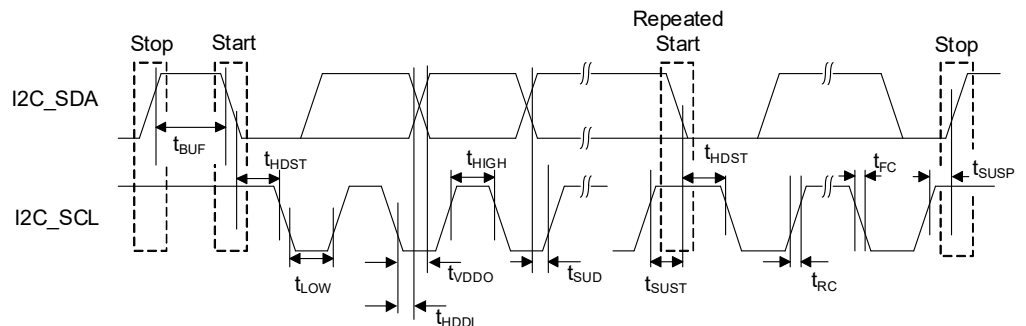 Repeated
Stop Start Start Stop
I2C_SDA
tBUF
tHDST tHIGH tHDST tFC tSUSP
I2C_SCL
tLOW tVDDO tSUD tSUST tRC
tHDDI